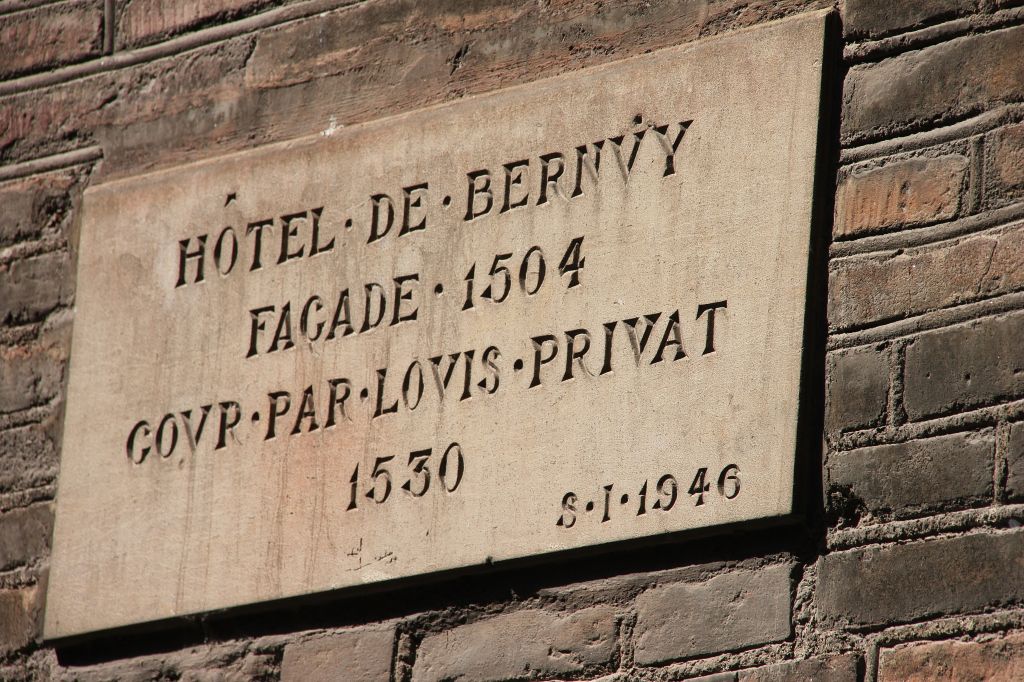 HÔTEL · DE · BERNVY
FAÇADE · 1504
COVR · PAR · LOVIS · PRIVAT
1530
8 · I · 1946